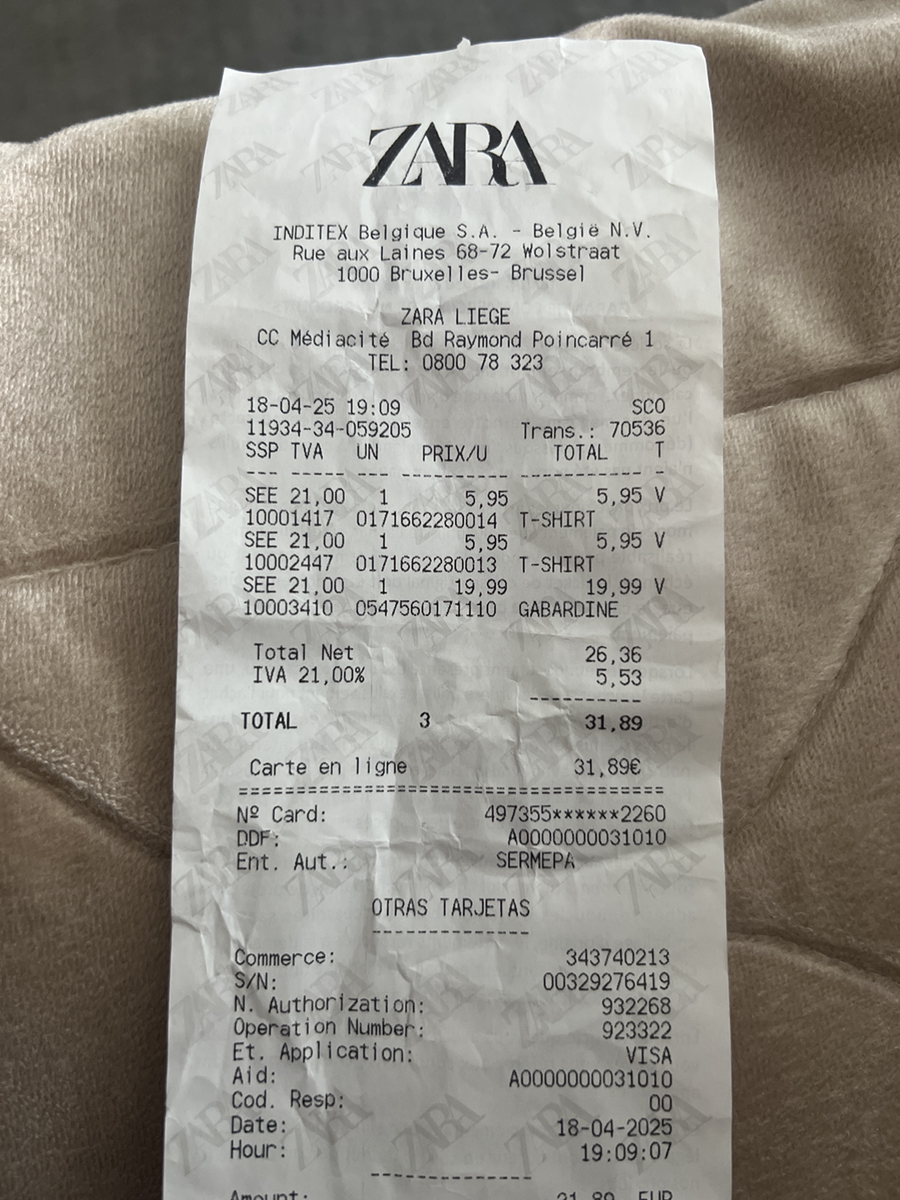 ZARA
INDITEX Belgique S.A. - België N.V.
Rue aux Laines 68-72 Wolstraat
1000 Bruxelles- Brussel
ZARA LIEGE
CC Médiacité Bd Raymond Poincarré 1
TEL: 0800 78 323
18-04-25 19:09 SCO
11934-34-059205 Trans.: 70536
SSP TVA UN PRIX/U TOTAL T
--- ------ --- ---------- ----------- -
SEE 21,00 1 5,95 5,95 V
10001417 0171662280014 T-SHIRT
SEE 21,00 1 5,95 5,95 V
10002447 0171662280013 T-SHIRT
SEE 21,00 1 19,99 19,99 V
10003410 0547560171110 GABARDINE
Total Net 26,36
IVA 21,00% 5,53
----------
TOTAL 3 31,89
Carte en ligne 31,89€
========================================
Nº Card: 497355******2260
DDF: A0000000031010
Ent. Aut.: SERMEPA
OTRAS TARJETAS
--------------
Commerce: 343740213
S/N: 00329276419
N. Authorization: 932268
Operation Number: 923322
Et. Application: VISA
Aid: A0000000031010
Cod. Resp: 00
Date: 18-04-2025
Hour: 19:09:07
--------------
Amount: 31,89 EUR